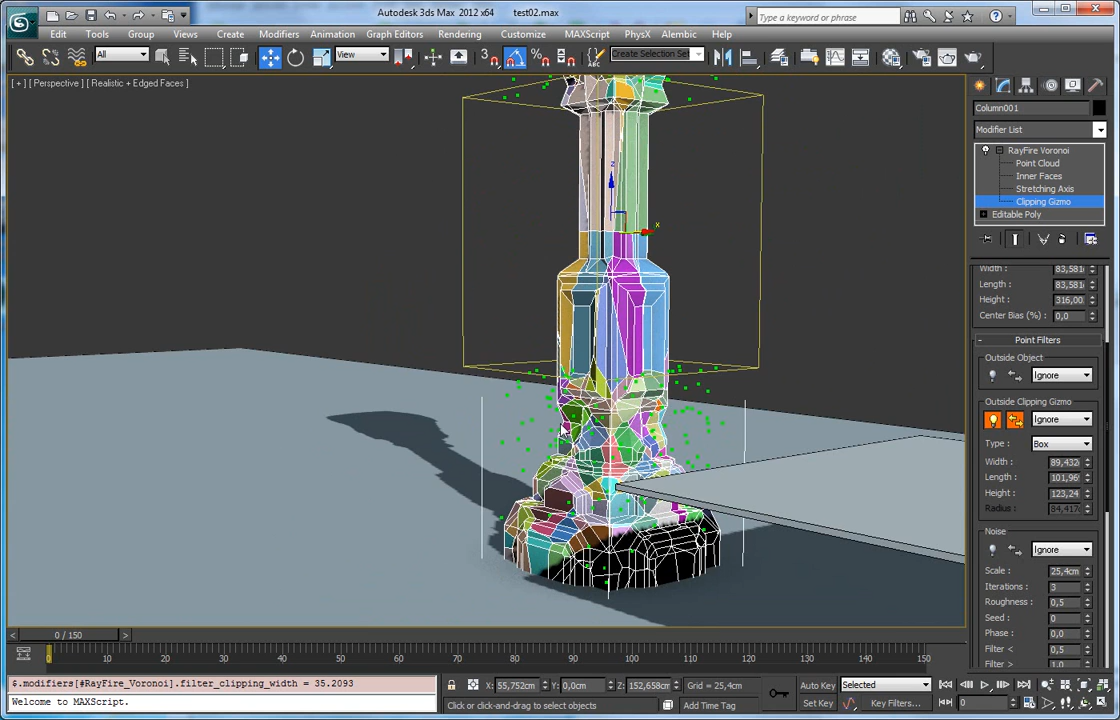 Autodesk 3ds Max 2012 x64 test02.max
Type a keyword or phrase
Edit Tools Group Views Create Modifiers Animation Graph Editors Rendering Customize MAXScript PhysX Alembic Help
All View 3 Create Selection Se
[ + ] [ Perspective ] [ Realistic + Edged Faces ]
Column001
Modifier List
RayFire Voronoi
Point Cloud
Inner Faces
Stretching Axis
Clipping Gizmo
Editable Poly
Width : 83,581
Length : 83,581
Height : 316,00
Center Bias (%) : 0,0
- Point Filters
Outside Object
Ignore
Outside Clipping Gizmo
Ignore
Type : Box
Width : 89,432
Length : 101,96
Height : 123,24
Radius : 84,417
Noise
Ignore
Scale : 25,4cm
Iterations : 3
Roughness : 0,5
Seed : 0
Phase : 0,0
Filter < 0,5
Filter > 1,0
z
x
< 0 / 150 >
0 10 20 30 40 50 60 70 80 90 100 110 120 130 140 150
$.modifiers[#RayFire_Voronoi].filter_clipping_width = 35.2093
Welcome to MAXScript.
X: 55,752cm Y: 0,0cm Z: 152,658cm Grid = 25,4cm
Click or click-and-drag to select objects Add Time Tag
Auto Key Selected
Set Key Key Filters... 0